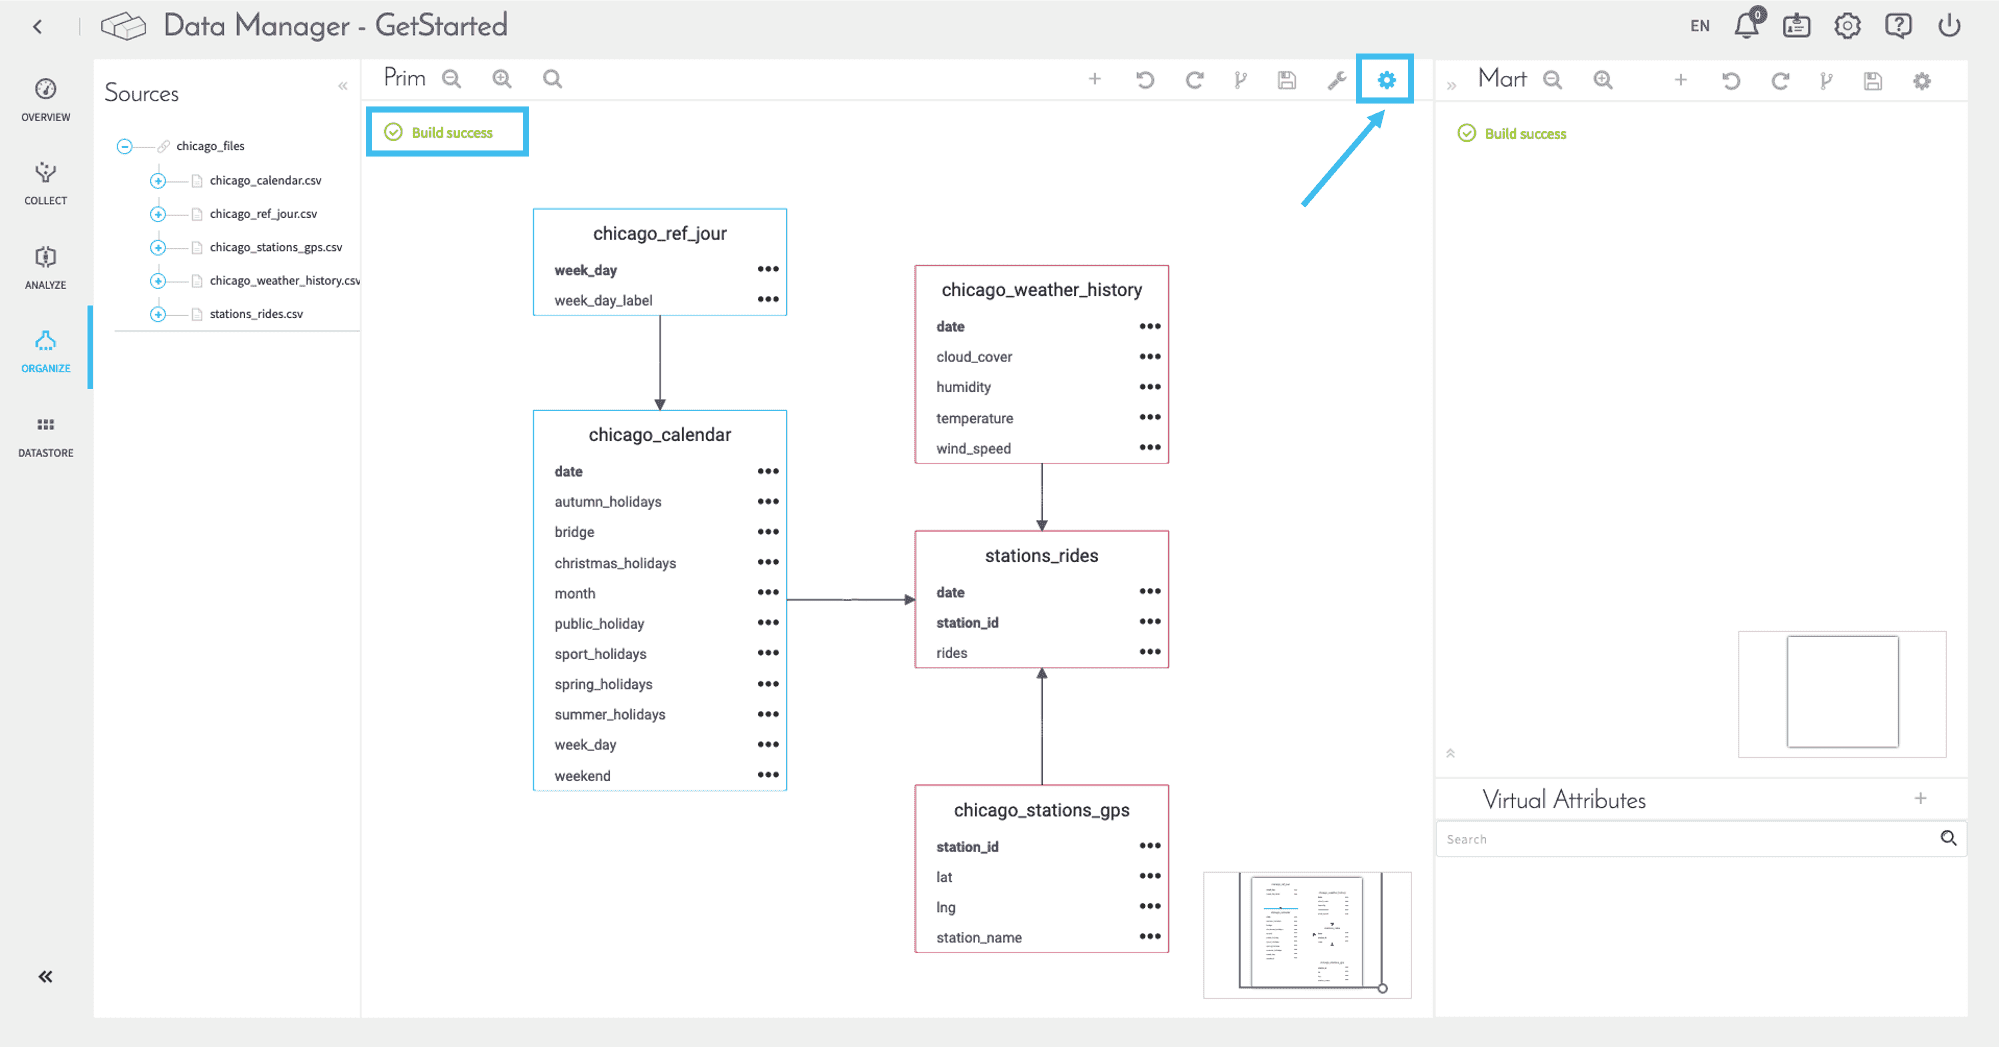 Data Manager - GetStarted
EN
0
OVERVIEW
COLLECT
ANALYZE
ORGANIZE
DATASTORE
Sources
chicago_files
chicago_calendar.csv
chicago_ref_jour.csv
chicago_stations_gps.csv
chicago_weather_history.csv
stations_rides.csv
Prim
Build success
chicago_ref_jour
week_day
week_day_label
chicago_calendar
date
autumn_holidays
bridge
christmas_holidays
month
public_holiday
sport_holidays
spring_holidays
summer_holidays
week_day
weekend
chicago_weather_history
date
cloud_cover
humidity
temperature
wind_speed
stations_rides
date
station_id
rides
chicago_stations_gps
station_id
lat
lng
station_name
Mart
Build success
Virtual Attributes
Search